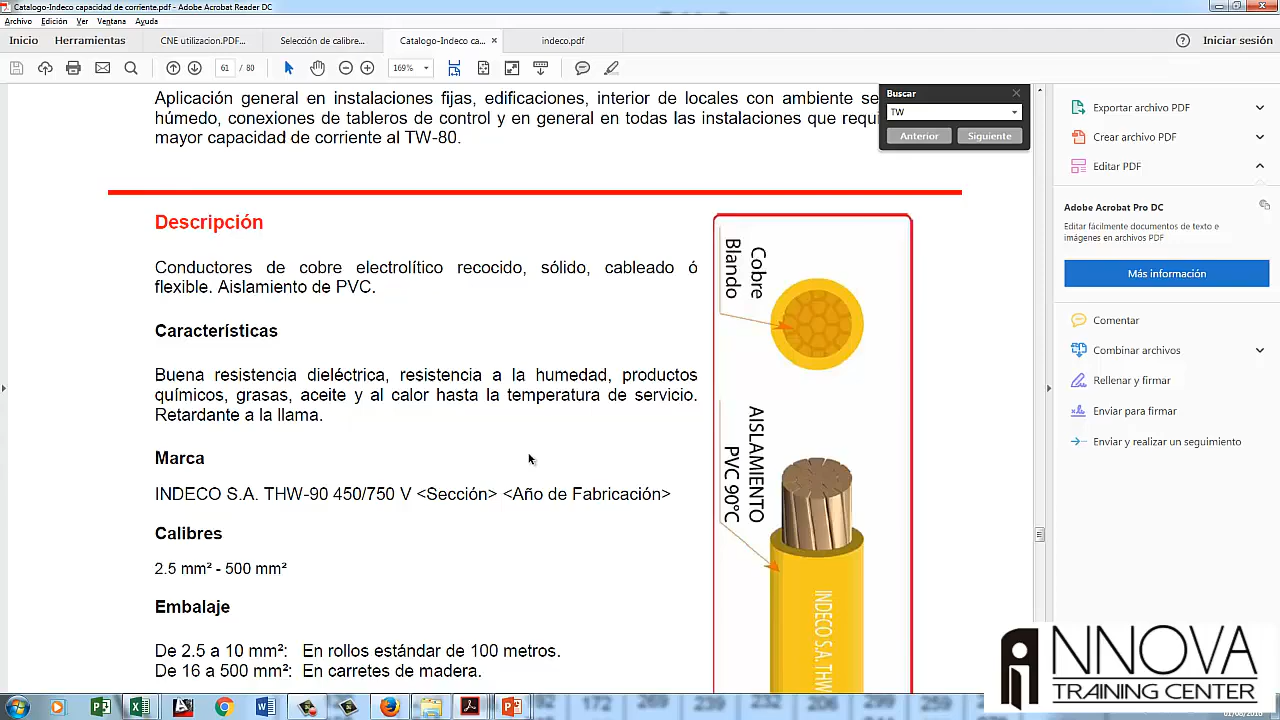 Catalogo-Indeco capacidad de corriente.pdf - Adobe Acrobat Reader DC
Archivo Edición Ver Ventana Ayuda
Inicio Herramientas CNE utilizacion.PDF... Selección de calibre... Catalogo-Indeco ca... × indeco.pdf Iniciar sesión
61 / 80 169%
Aplicación general en instalaciones fijas, edificaciones, interior de locales con ambiente se
húmedo, conexiones de tableros de control y en general en todas las instalaciones que requi
mayor capacidad de corriente al TW-80.
Buscar
TW
Anterior Siguiente
Descripción
Conductores de cobre electrolítico recocido, sólido, cableado ó
flexible. Aislamiento de PVC.
Características
Buena resistencia dieléctrica, resistencia a la humedad, productos
químicos, grasas, aceite y al calor hasta la temperatura de servicio.
Retardante a la llama.
Marca
INDECO S.A. THW-90 450/750 V <Sección> <Año de Fabricación>
Calibres
2.5 mm² - 500 mm²
Embalaje
De 2.5 a 10 mm²: En rollos estándar de 100 metros.
De 16 a 500 mm²: En carretes de madera.
Cobre
Blando
AISLAMIENTO
PVC 90°C
INDECO S.A. THW
Exportar archivo PDF
Crear archivo PDF
Editar PDF
Adobe Acrobat Pro DC
Editar fácilmente documentos de texto e
imágenes en archivos PDF
Más información
Comentar
Combinar archivos
Rellenar y firmar
Enviar para firmar
Enviar y realizar un seguimiento
INNOVA
TRAINING CENTER